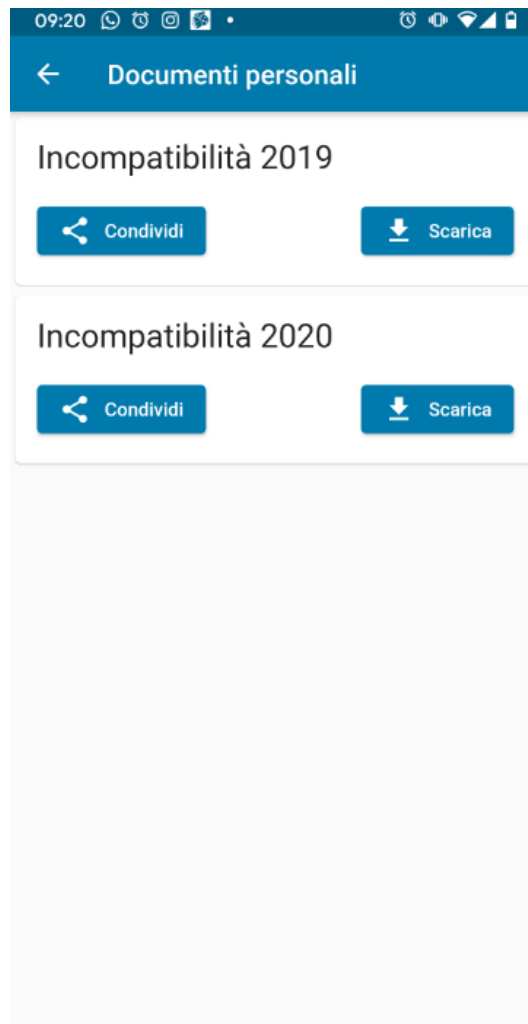 09:20
Documenti personali
Incompatibilità 2019
Condividi
Scarica
Incompatibilità 2020
Condividi
Scarica